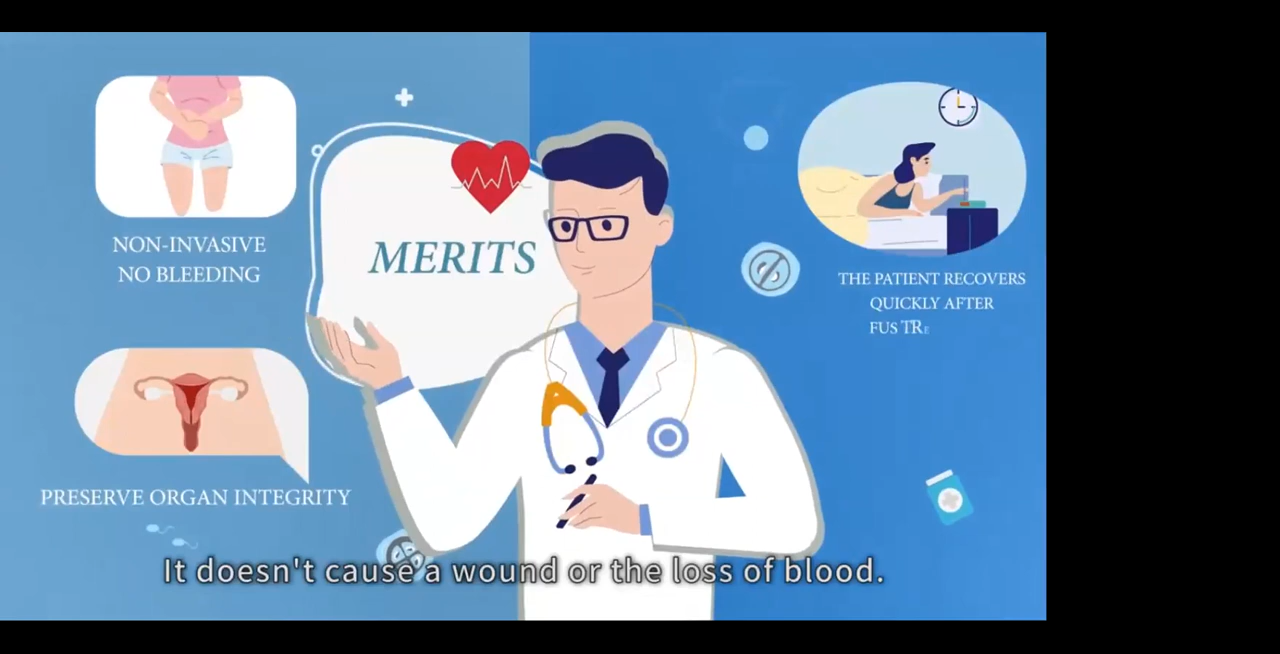 NON-INVASIVE
NO BLEEDING
MERITS
PRESERVE ORGAN INTEGRITY
THE PATIENT RECOVERS
QUICKLY AFTER
FUS TRE
It doesn't cause a wound or the loss of blood.